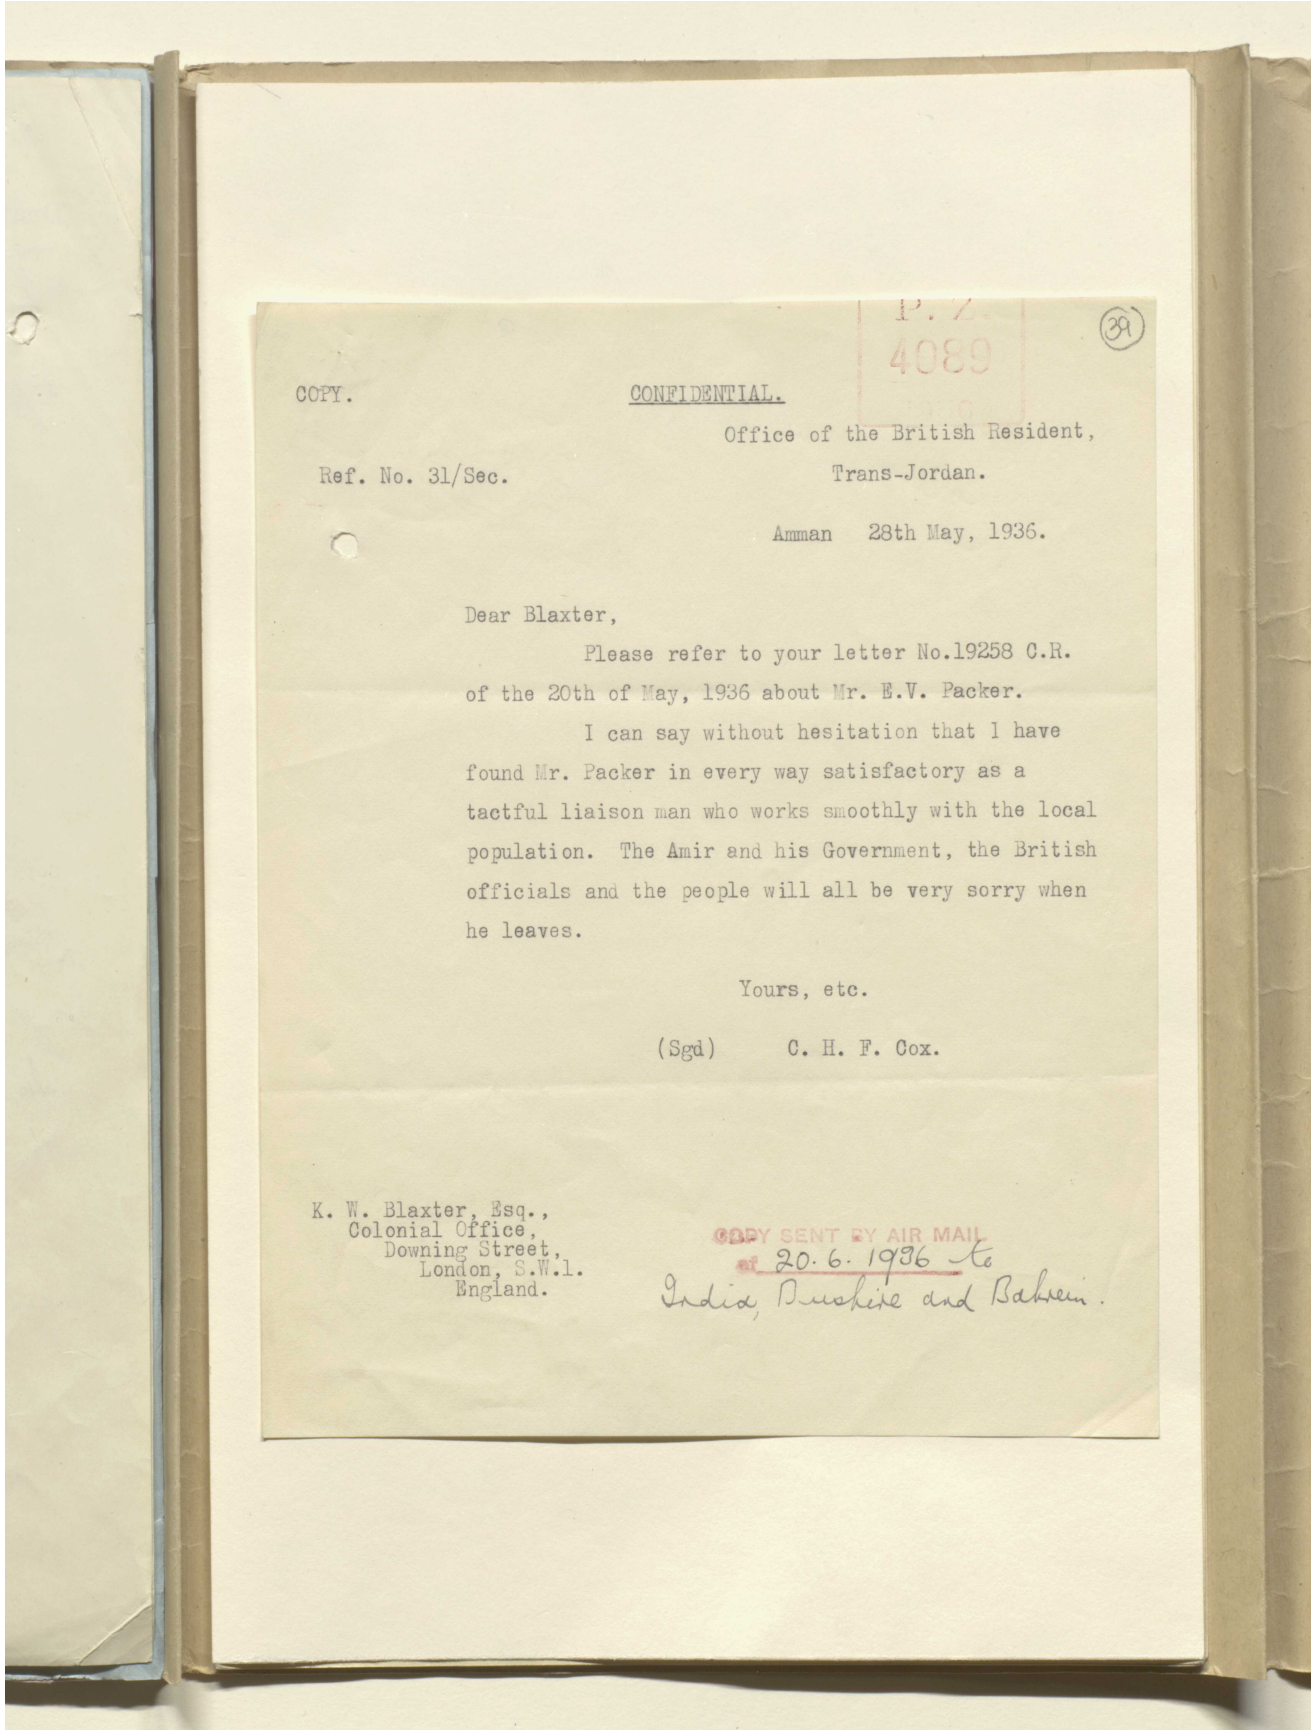 P. Z.
4089
39
COPY.
CONFIDENTIAL.
Office of the British Resident,
Ref. No. 31/Sec.
Trans-Jordan.
Amman 28th May, 1936.
Dear Blaxter,
Please refer to your letter No.19258 C.R.
of the 20th of May, 1936 about Mr. E.V. Packer.
I can say without hesitation that I have
found Mr. Packer in every way satisfactory as a
tactful liaison man who works smoothly with the local
population. The Amir and his Government, the British
officials and the people will all be very sorry when
he leaves.
Yours, etc.
(Sgd) C. H. F. Cox.
K. W. Blaxter, Esq.,
Colonial Office,
Downing Street,
London, S.W.1.
England.
COPY SENT BY AIR MAIL
of 20.6.1936 to
India, Bushire and Bahrein.